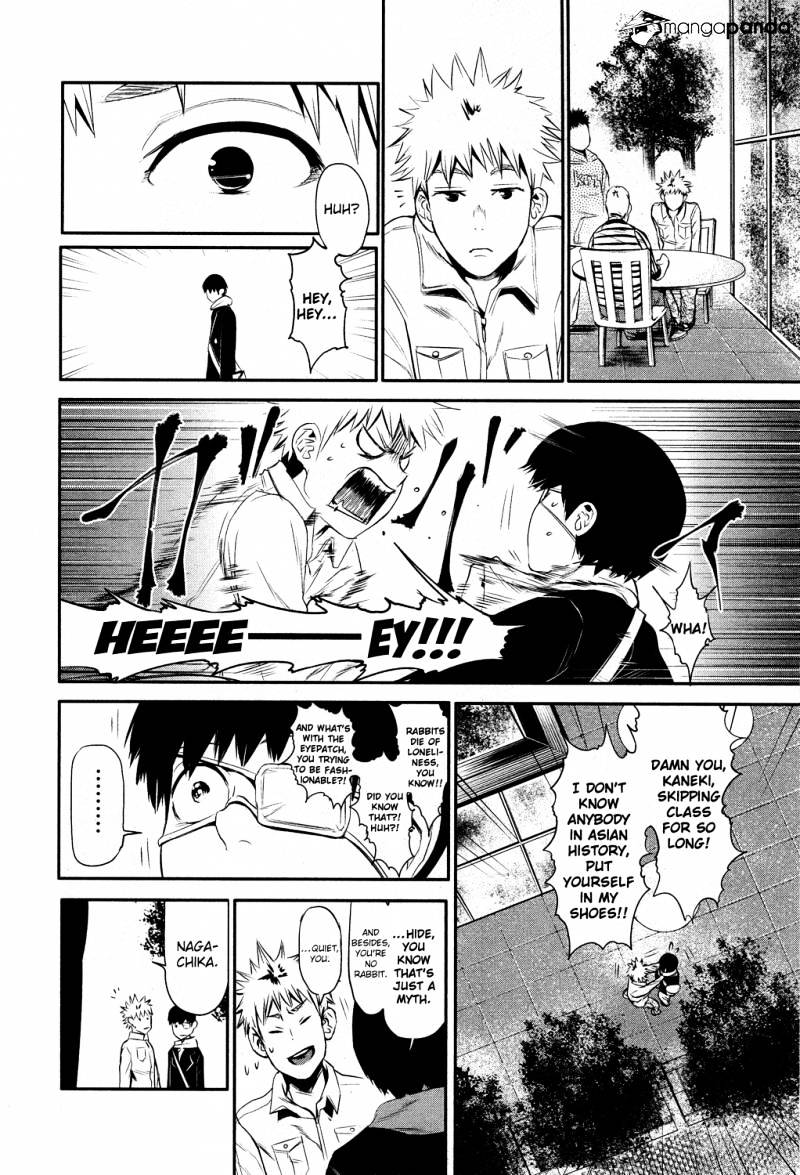 mangapanda
HUH?
HEY,
HEY...
HEEEE—EY!!!
WHA!
DAMN YOU,
KANEKI,
SKIPPING
CLASS
FOR SO
LONG!
I DON'T
KNOW
ANYBODY
IN ASIAN
HISTORY,
PUT
YOURSELF
IN MY
SHOES!!
RABBITS
DIE OF
LONELI-
NESS,
YOU
KNOW!!
AND WHAT'S
WITH THE
EYEPATCH,
YOU TRYING
TO BE FASH-
IONABLE?!
DID YOU
KNOW
THAT?!
HUH?!
.........
...HIDE,
YOU
KNOW
THAT'S
JUST A
MYTH.
AND
BESIDES,
YOU'RE
NO
RABBIT.
...QUIET,
YOU.
NAGA-
CHIKA.